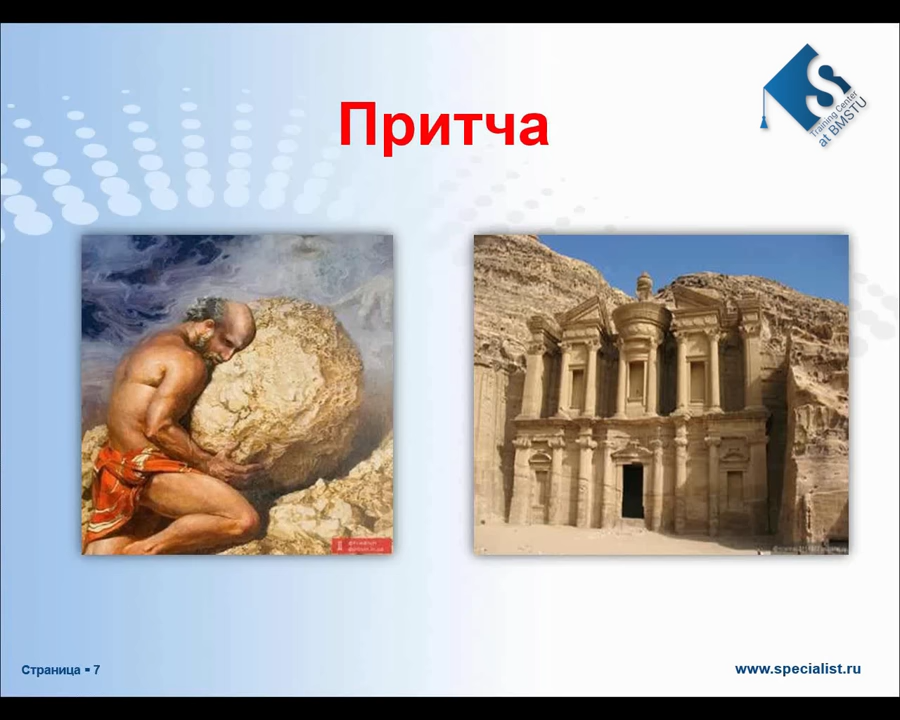 Притча
S
Training Center
at BMSTU
Страница ▪ 7
www.specialist.ru